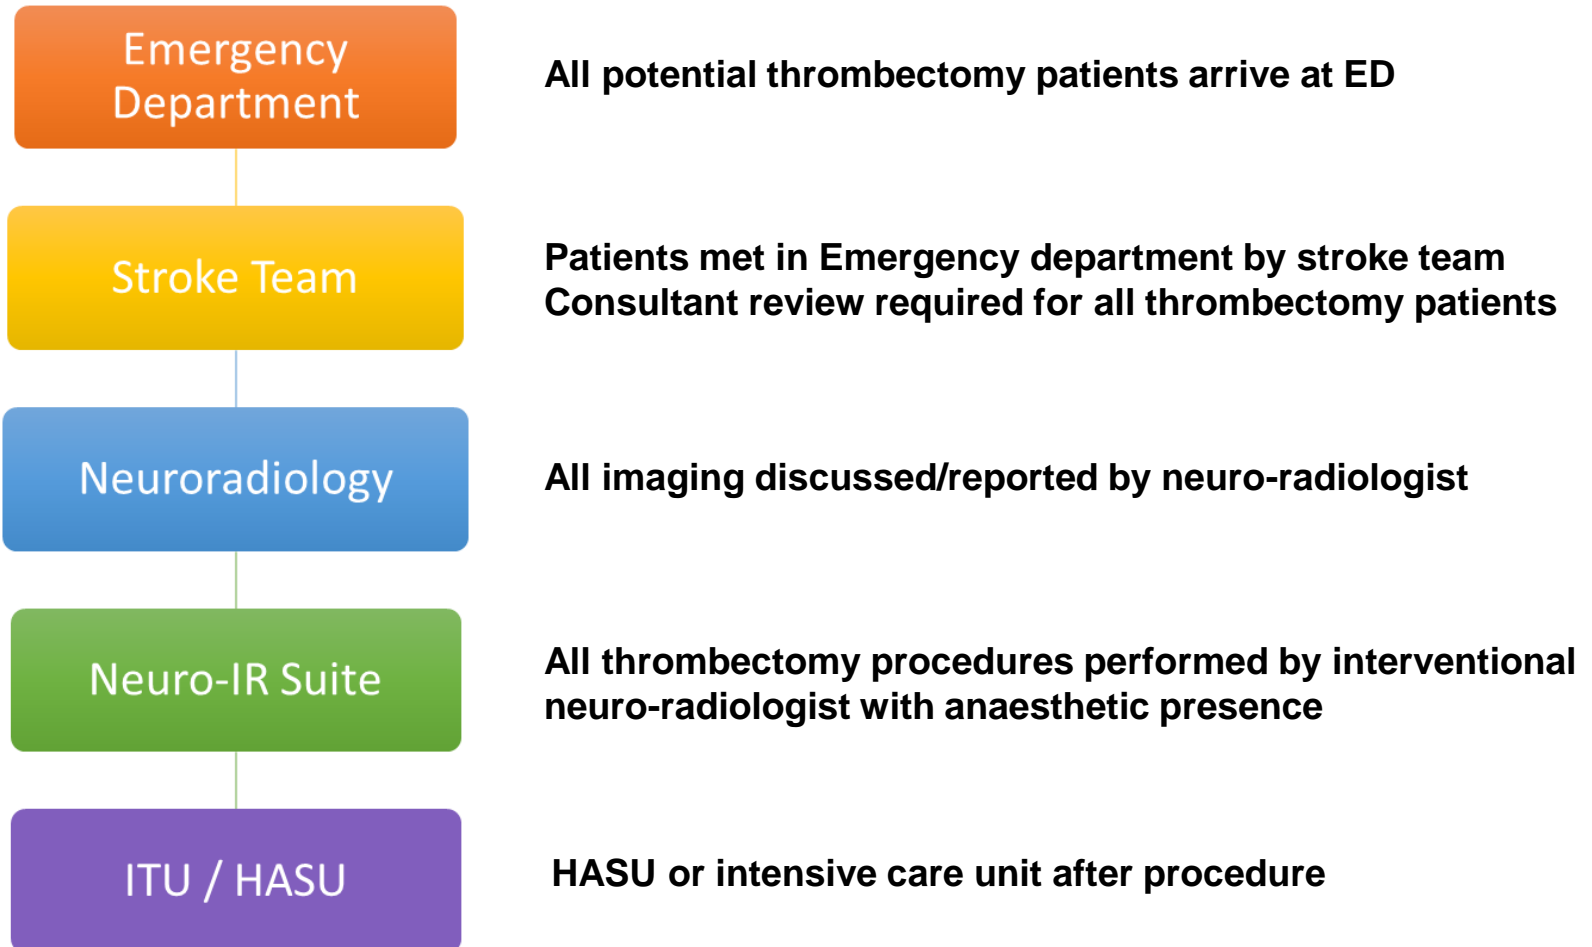 Emergency
Department
All potential thrombectomy patients arrive at ED
Stroke Team
Patients met in Emergency department by stroke team
Consultant review required for all thrombectomy patients
Neuroradiology
All imaging discussed/reported by neuro-radiologist
Neuro-IR Suite
All thrombectomy procedures performed by interventional
neuro-radiologist with anaesthetic presence
ITU / HASU
HASU or intensive care unit after procedure